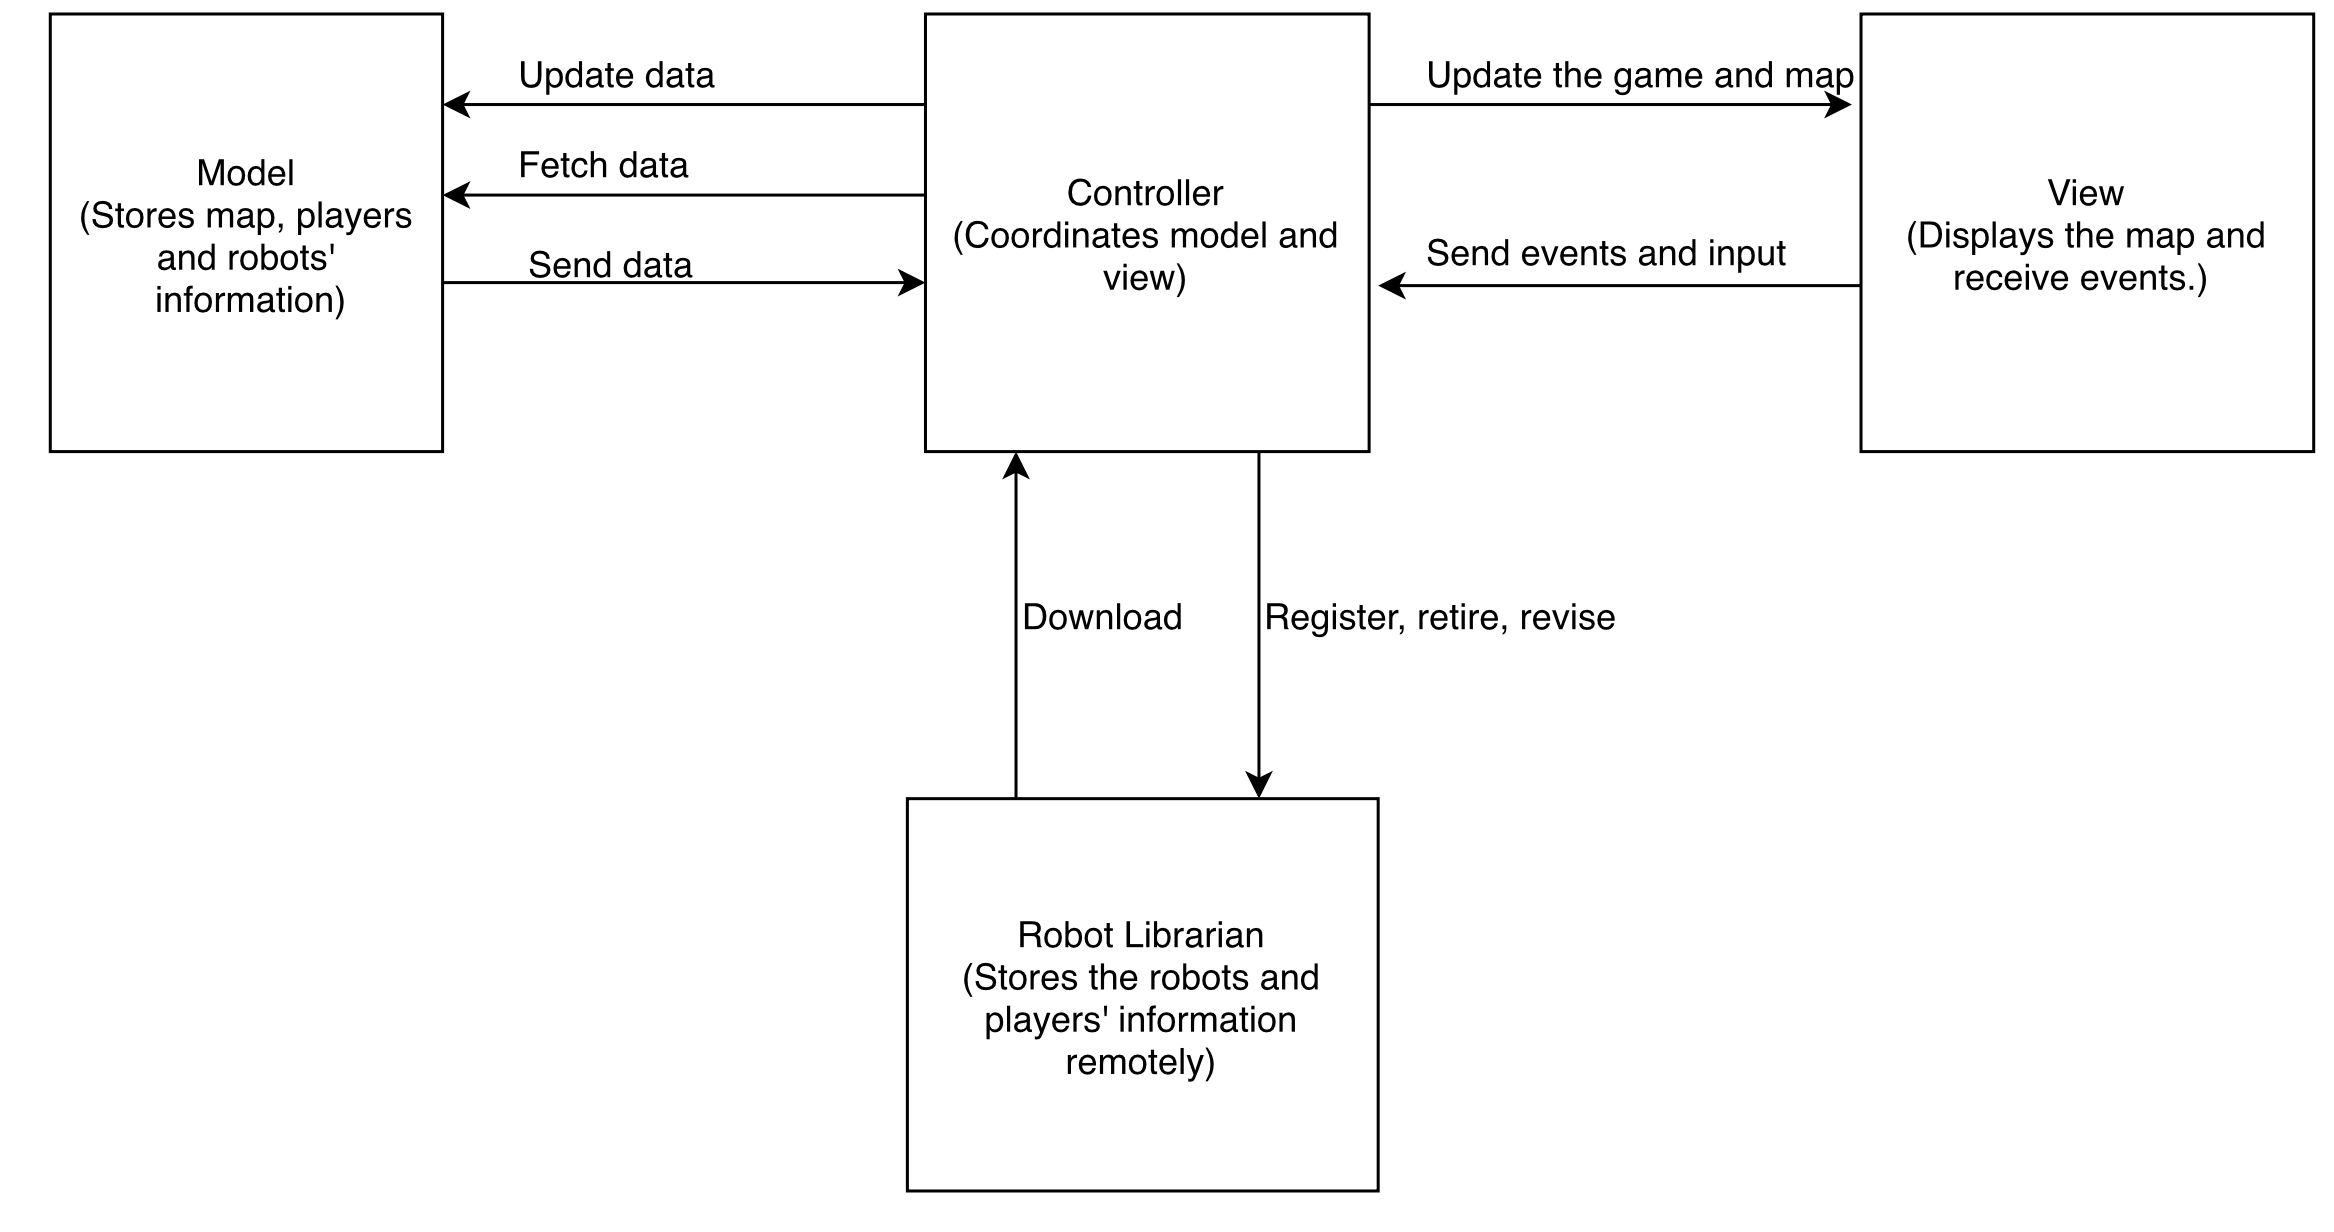 Update data
Update the game and map
Fetch data
Model
(Stores map, players
and robots'
information)
Controller
(Coordinates model and
view)
View
(Displays the map and
receive events.)
Send data
Send events and input
Download
Register, retire, revise
Robot Librarian
(Stores the robots and
players' information
remotely)